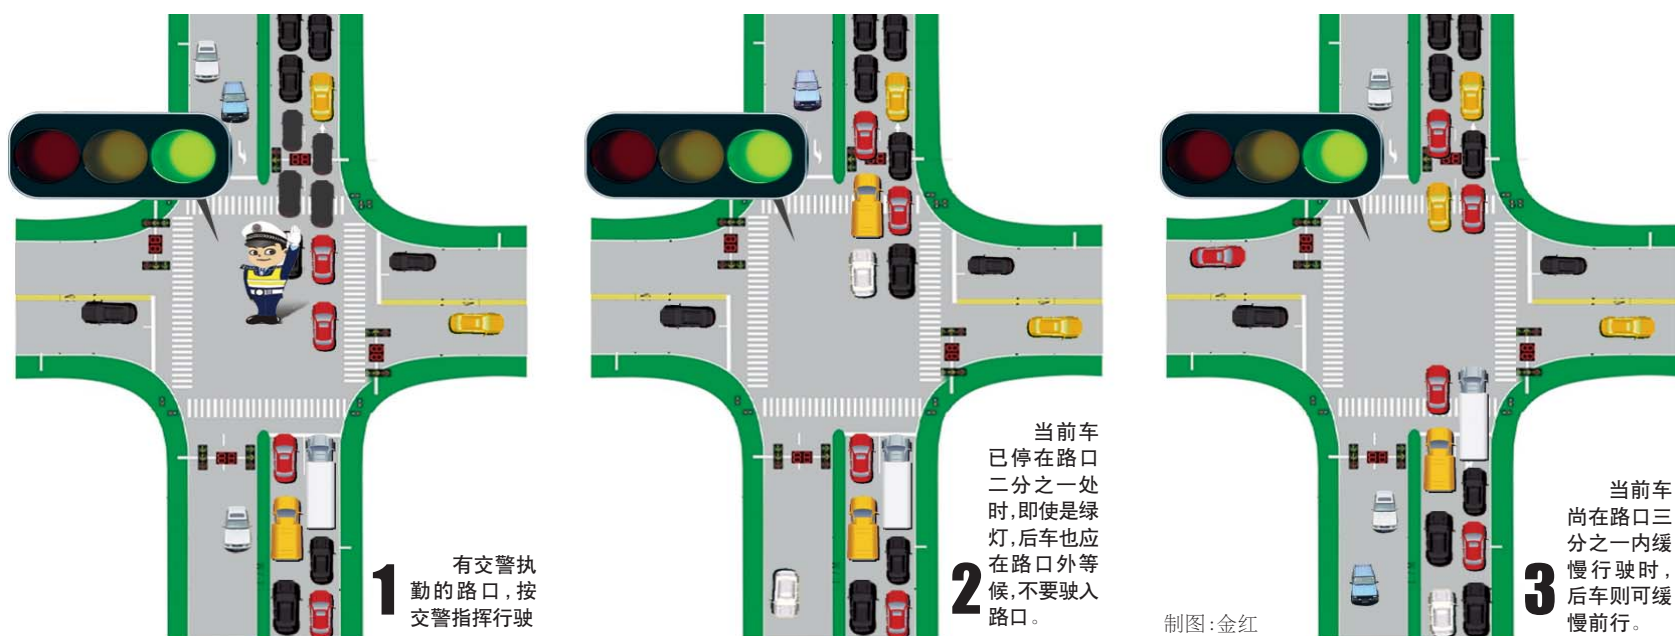 1
有交警执
勤的路口,按
交警指挥行驶
2
当前车
已停在路口
二分之一处
时,即使是绿
灯,后车也应
在路口外等
候,不要驶入
路口。
3
当前车
尚在路口三
分之一内缓
慢行驶时,
后车则可缓
慢前行。
制图:金红